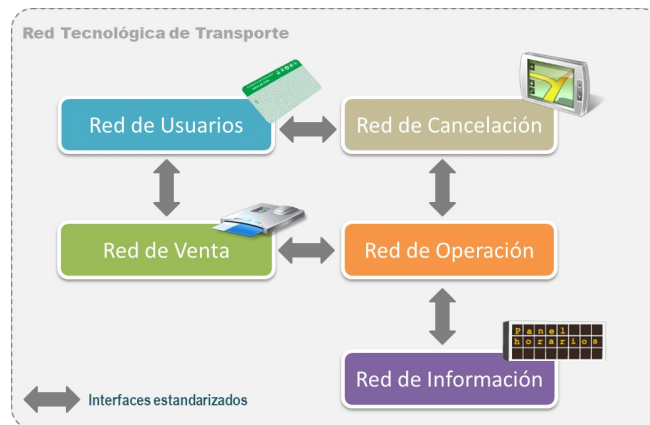 Red Tecnológica de Transporte
Red de Usuarios
Red de Cancelación
Red de Venta
Red de Operación
Panel
horarios
Red de Información
Interfaces estandarizados